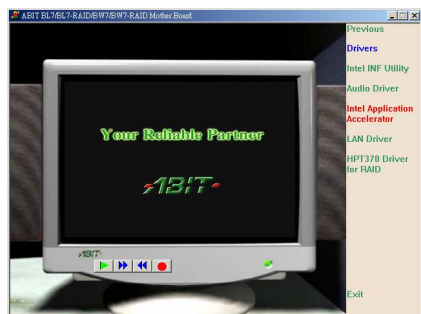 ABIT BL7/BL7-RAID/BW7/BW7-RAID Mother Board
Previous
Drivers
Intel INF Utility
Audio Driver
Intel Application
Accelerator
LAN Driver
HPT370 Driver
for RAID
Your Reliable Partner
ABIT
ABIT
Exit